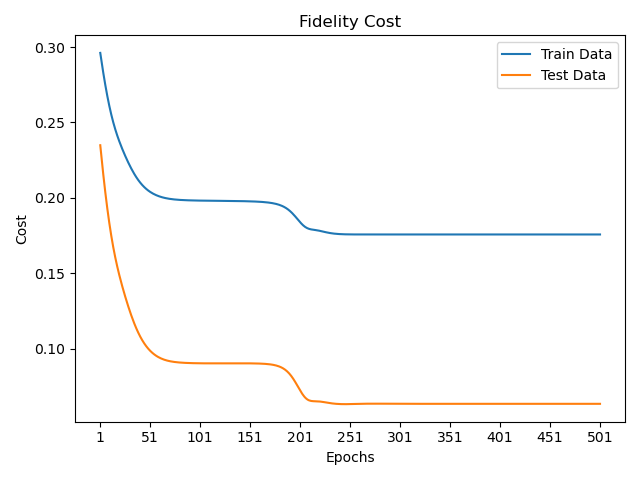 Fidelity Cost
Train Data
Test Data
Cost
0.30
0.25
0.20
0.15
0.10
1 51 101 151 201 251 301 351 401 451 501
Epochs